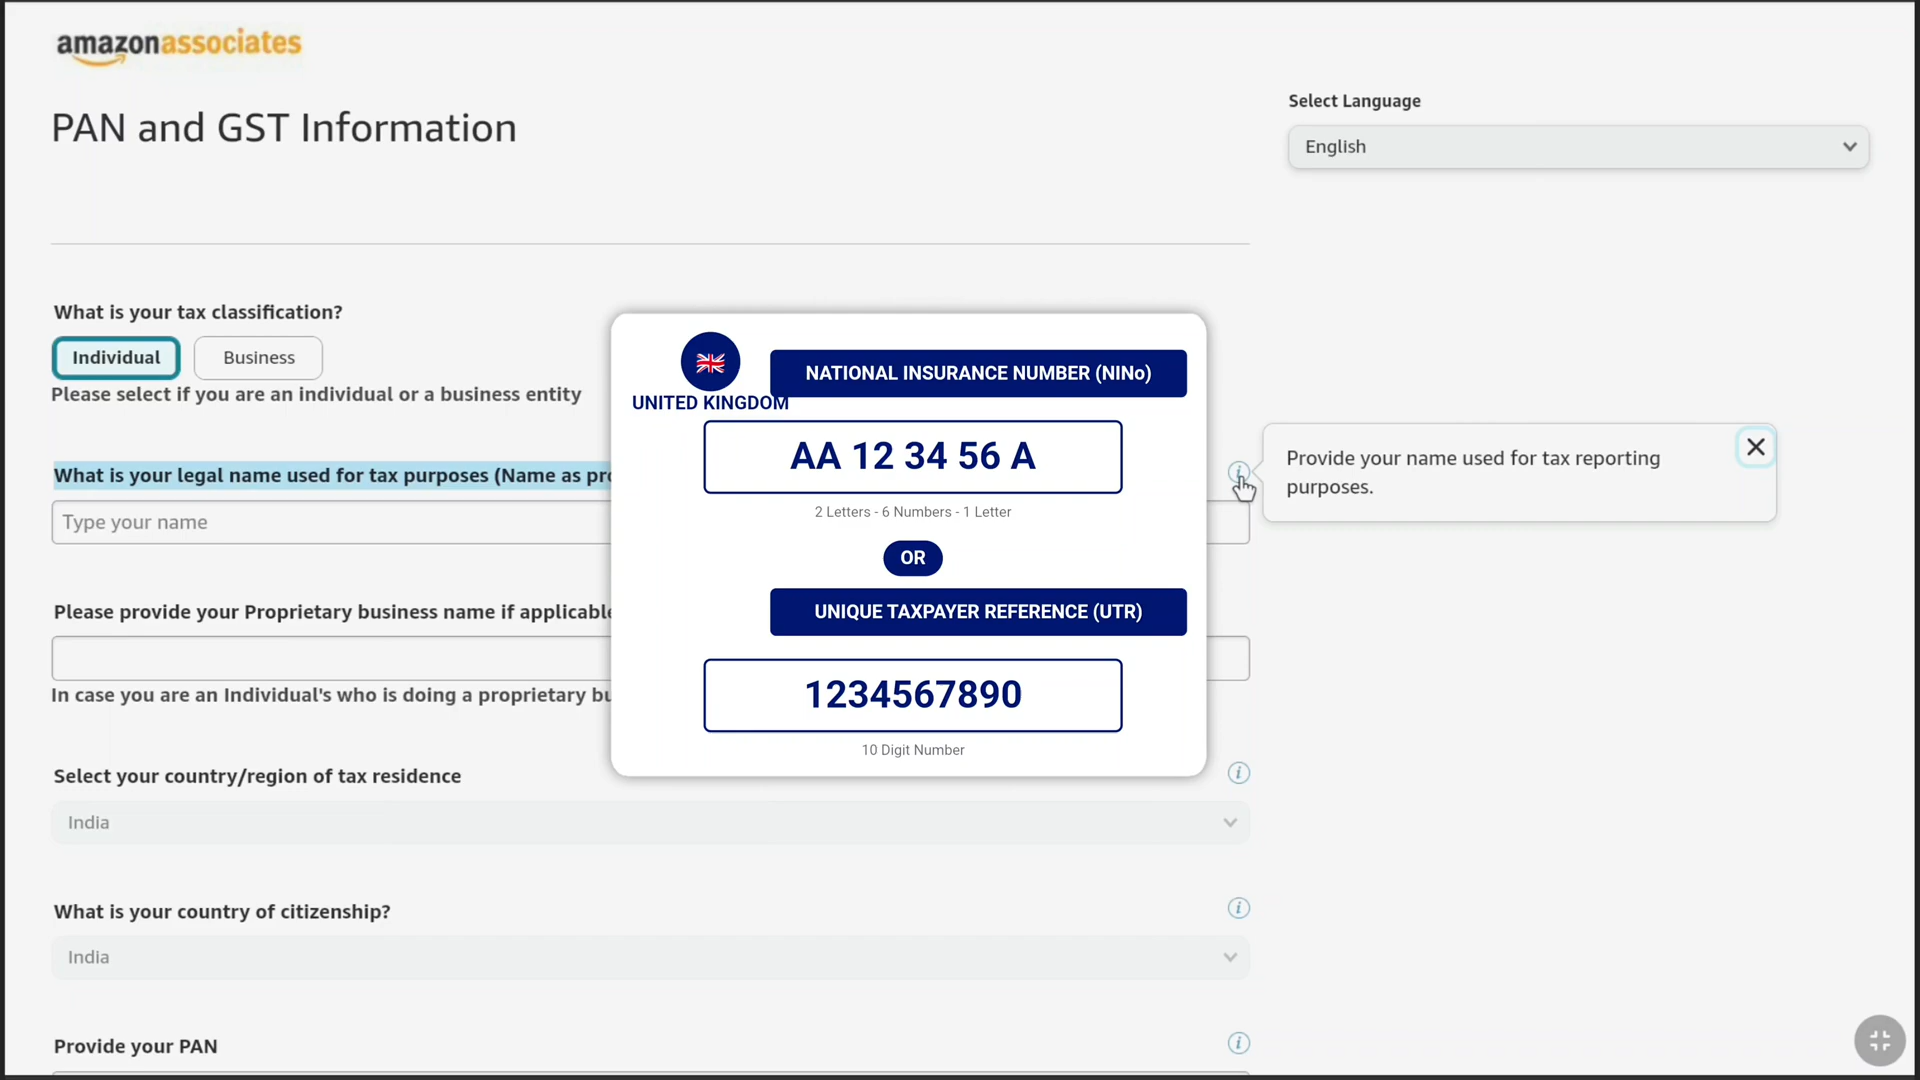 amazonassociates
PAN and GST Information
Select Language
English
What is your tax classification?
Individual
Business
Please select if you are an individual or a business entity
What is your legal name used for tax purposes (Name as pro
Type your name
Provide your name used for tax reporting
purposes.
UNITED KINGDOM
NATIONAL INSURANCE NUMBER (NINo)
AA 12 34 56 A
2 Letters - 6 Numbers - 1 Letter
OR
UNIQUE TAXPAYER REFERENCE (UTR)
1234567890
10 Digit Number
Please provide your Proprietary business name if applicable
In case you are an Individual's who is doing a proprietary bu
Select your country/region of tax residence
India
What is your country of citizenship?
India
Provide your PAN